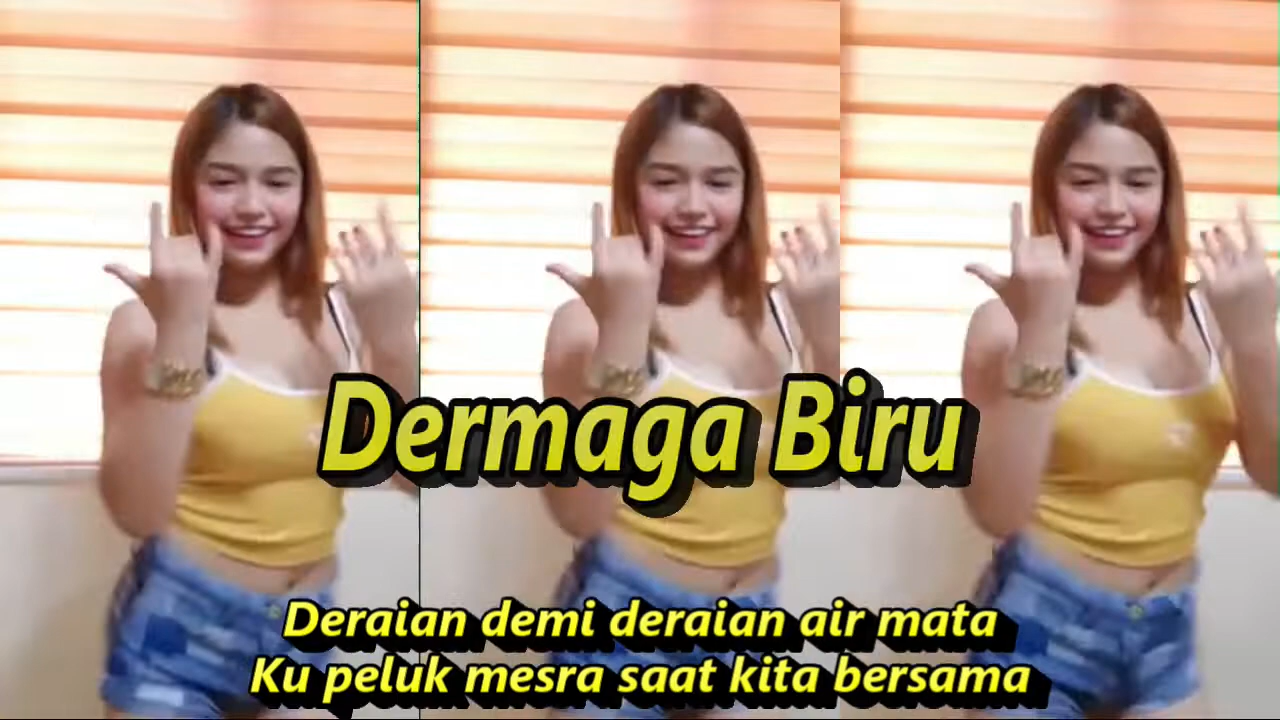 Dermaga Biru
Deraian demi deraian air mata
Ku peluk mesra saat kita bersama